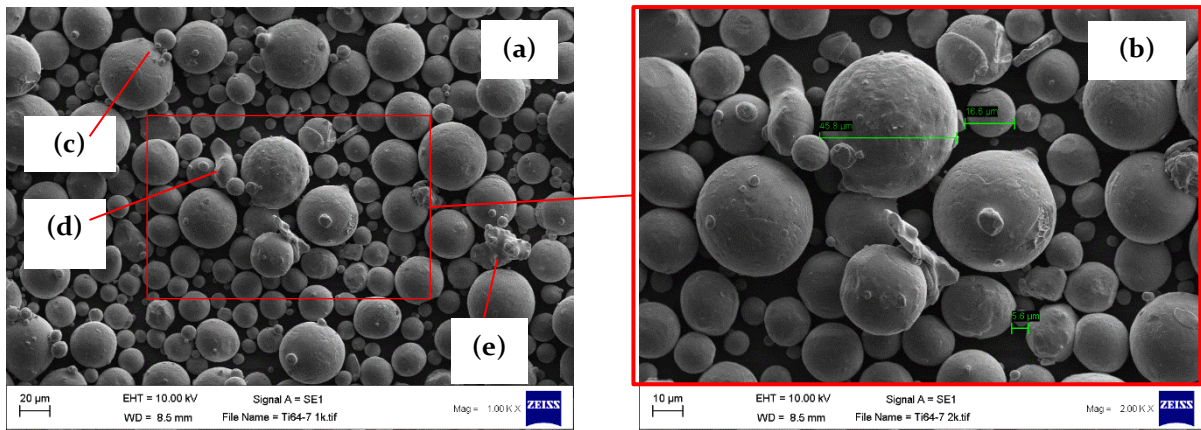 (a)
(c)
(d)
(e)
20 µm
EHT = 10.00 kV
Signal A = SE1
WD = 8.5 mm
File Name = Ti64-7 1k.tif
Mag = 1.00 K X
ZEISS
(b)
45.8 µm
16.6 µm
5.6 µm
10 µm
EHT = 10.00 kV
Signal A = SE1
WD = 8.5 mm
File Name = Ti64-7 2k.tif
Mag = 2.00 K X
ZEISS